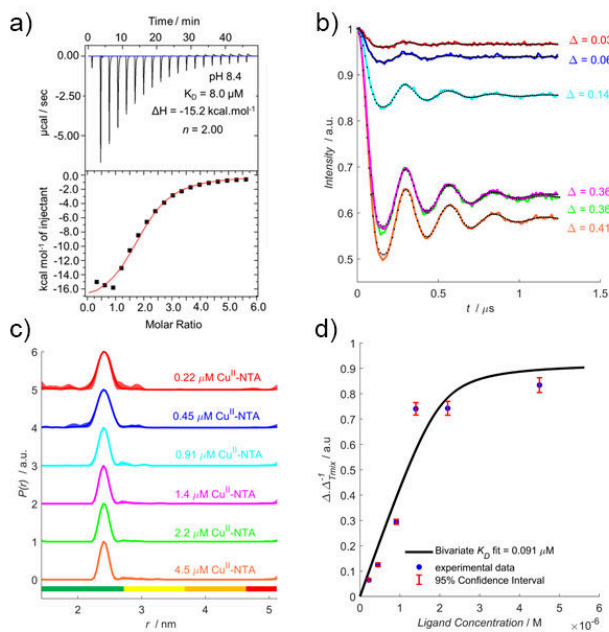 a)
Time / min
0 10 20 30 40 50
0.00
-2.50
-5.00
µcal / sec
pH 8.4
K_D = 8.0 µM
ΔH = -15.2 kcal.mol⁻¹
n = 2.00
0.0
-2.0
-4.0
-6.0
-8.0
-10.0
-12.0
-14.0
-16.0
kcal mol⁻¹ of injectant
0.0 1.0 2.0 3.0 4.0 5.0 6.0
Molar Ratio
b)
1
0.9
0.8
0.7
0.6
0.5
Intensity / a.u.
Δ = 0.03
Δ = 0.06
Δ = 0.14
Δ = 0.36
Δ = 0.36
Δ = 0.41
0 0.5 1
t / µs
c)
6
5
4
3
2
1
0
P(r) / a.u
0.22 µM Cu^II-NTA
0.45 µM Cu^II-NTA
0.91 µM Cu^II-NTA
1.4 µM Cu^II-NTA
2.2 µM Cu^II-NTA
4.5 µM Cu^II-NTA
2 3 4 5
r / nm
d)
1
0.9
0.8
0.7
0.6
0.5
0.4
0.3
0.2
0.1
0
Δ.Δ⁻¹_Tmix
Bivariate K_D fit = 0.091 µM
experimental data
95% Confidence Interval
0 1 2 3 4 5 6
Ligand Concentration / M
×10⁻⁶